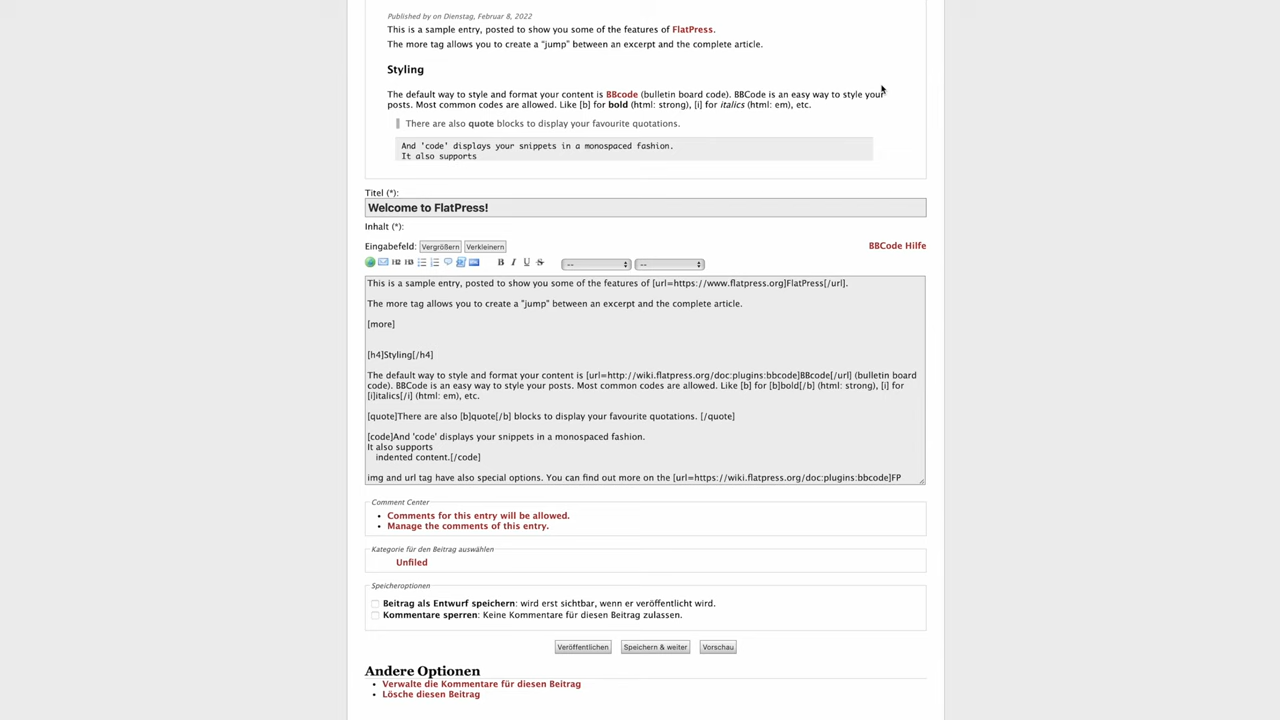 Published by on Dienstag, Februar 8, 2022
This is a sample entry, posted to show you some of the features of FlatPress.
The more tag allows you to create a "jump" between an excerpt and the complete article.
Styling
The default way to style and format your content is BBcode (bulletin board code). BBCode is an easy way to style your
posts. Most common codes are allowed. Like [b] for bold (html: strong), [i] for italics (html: em), etc.
There are also quote blocks to display your favourite quotations.
And 'code' displays your snippets in a monospaced fashion.
It also supports
Titel (*):
Welcome to FlatPress!
Inhalt (*):
Eingabefeld: Vergrößern Verkleinern BBCode Hilfe
H2 H3 B I U S -- --
This is a sample entry, posted to show you some of the features of [url=https://www.flatpress.org]FlatPress[/url].
The more tag allows you to create a "jump" between an excerpt and the complete article.
[more]
[h4]Styling[/h4]
The default way to style and format your content is [url=http://wiki.flatpress.org/doc:plugins:bbcode]BBcode[/url] (bulletin board
code). BBCode is an easy way to style your posts. Most common codes are allowed. Like [b] for [b]bold[/b] (html: strong), [i] for
[i]italics[/i] (html: em), etc.
[quote]There are also [b]quote[/b] blocks to display your favourite quotations. [/quote]
[code]And 'code' displays your snippets in a monospaced fashion.
It also supports
indented content.[/code]
img and url tag have also special options. You can find out more on the [url=https://wiki.flatpress.org/doc:plugins:bbcode]FP
Comment Center
Comments for this entry will be allowed.
Manage the comments of this entry.
Kategorie für den Beitrag auswählen
Unfiled
Speicheroptionen
Beitrag als Entwurf speichern: wird erst sichtbar, wenn er veröffentlicht wird.
Kommentare sperren: Keine Kommentare für diesen Beitrag zulassen.
Veröffentlichen Speichern & weiter Vorschau
Andere Optionen
Verwalte die Kommentare für diesen Beitrag
Lösche diesen Beitrag